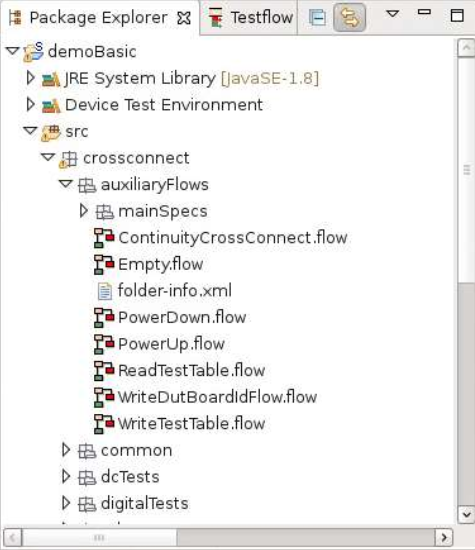 Package Explorer Testflow
demoBasic
JRE System Library [JavaSE-1.8]
Device Test Environment
src
crossconnect
auxiliaryFlows
mainSpecs
ContinuityCrossConnect.flow
Empty.flow
folder-info.xml
PowerDown.flow
PowerUp.flow
ReadTestTable.flow
WriteDutBoardIdFlow.flow
WriteTestTable.flow
common
dcTests
digitalTests